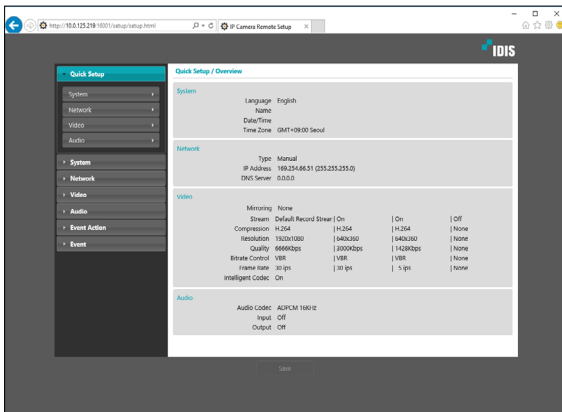 http://10.0.125.219:16001/setup/setup.html
IP Camera Remote Setup
IDIS
Quick Setup
System
Network
Video
Audio
System
Network
Video
Audio
Event Action
Event
Quick Setup / Overview
System
Language English
Name
Date/Time
Time Zone GMT+09:00 Seoul
Network
Type Manual
IP Address 169.254.66.51 (255.255.255.0)
DNS Server 0.0.0.0
Video
Mirroring None
Stream Default Record Strear | On | On | Off
Compression H.264 | H.264 | H.264 | None
Resolution 1920x1080 | 640x360 | 640x360 | None
Quality 6666Kbps | 3000Kbps | 1428Kbps | None
Bitrate Control VBR | VBR | VBR | None
Frame Rate 30 ips | 30 ips | 5 ips | None
Intelligent Codec On
Audio
Audio Codec ADPCM 16KHz
Input Off
Output Off
Save